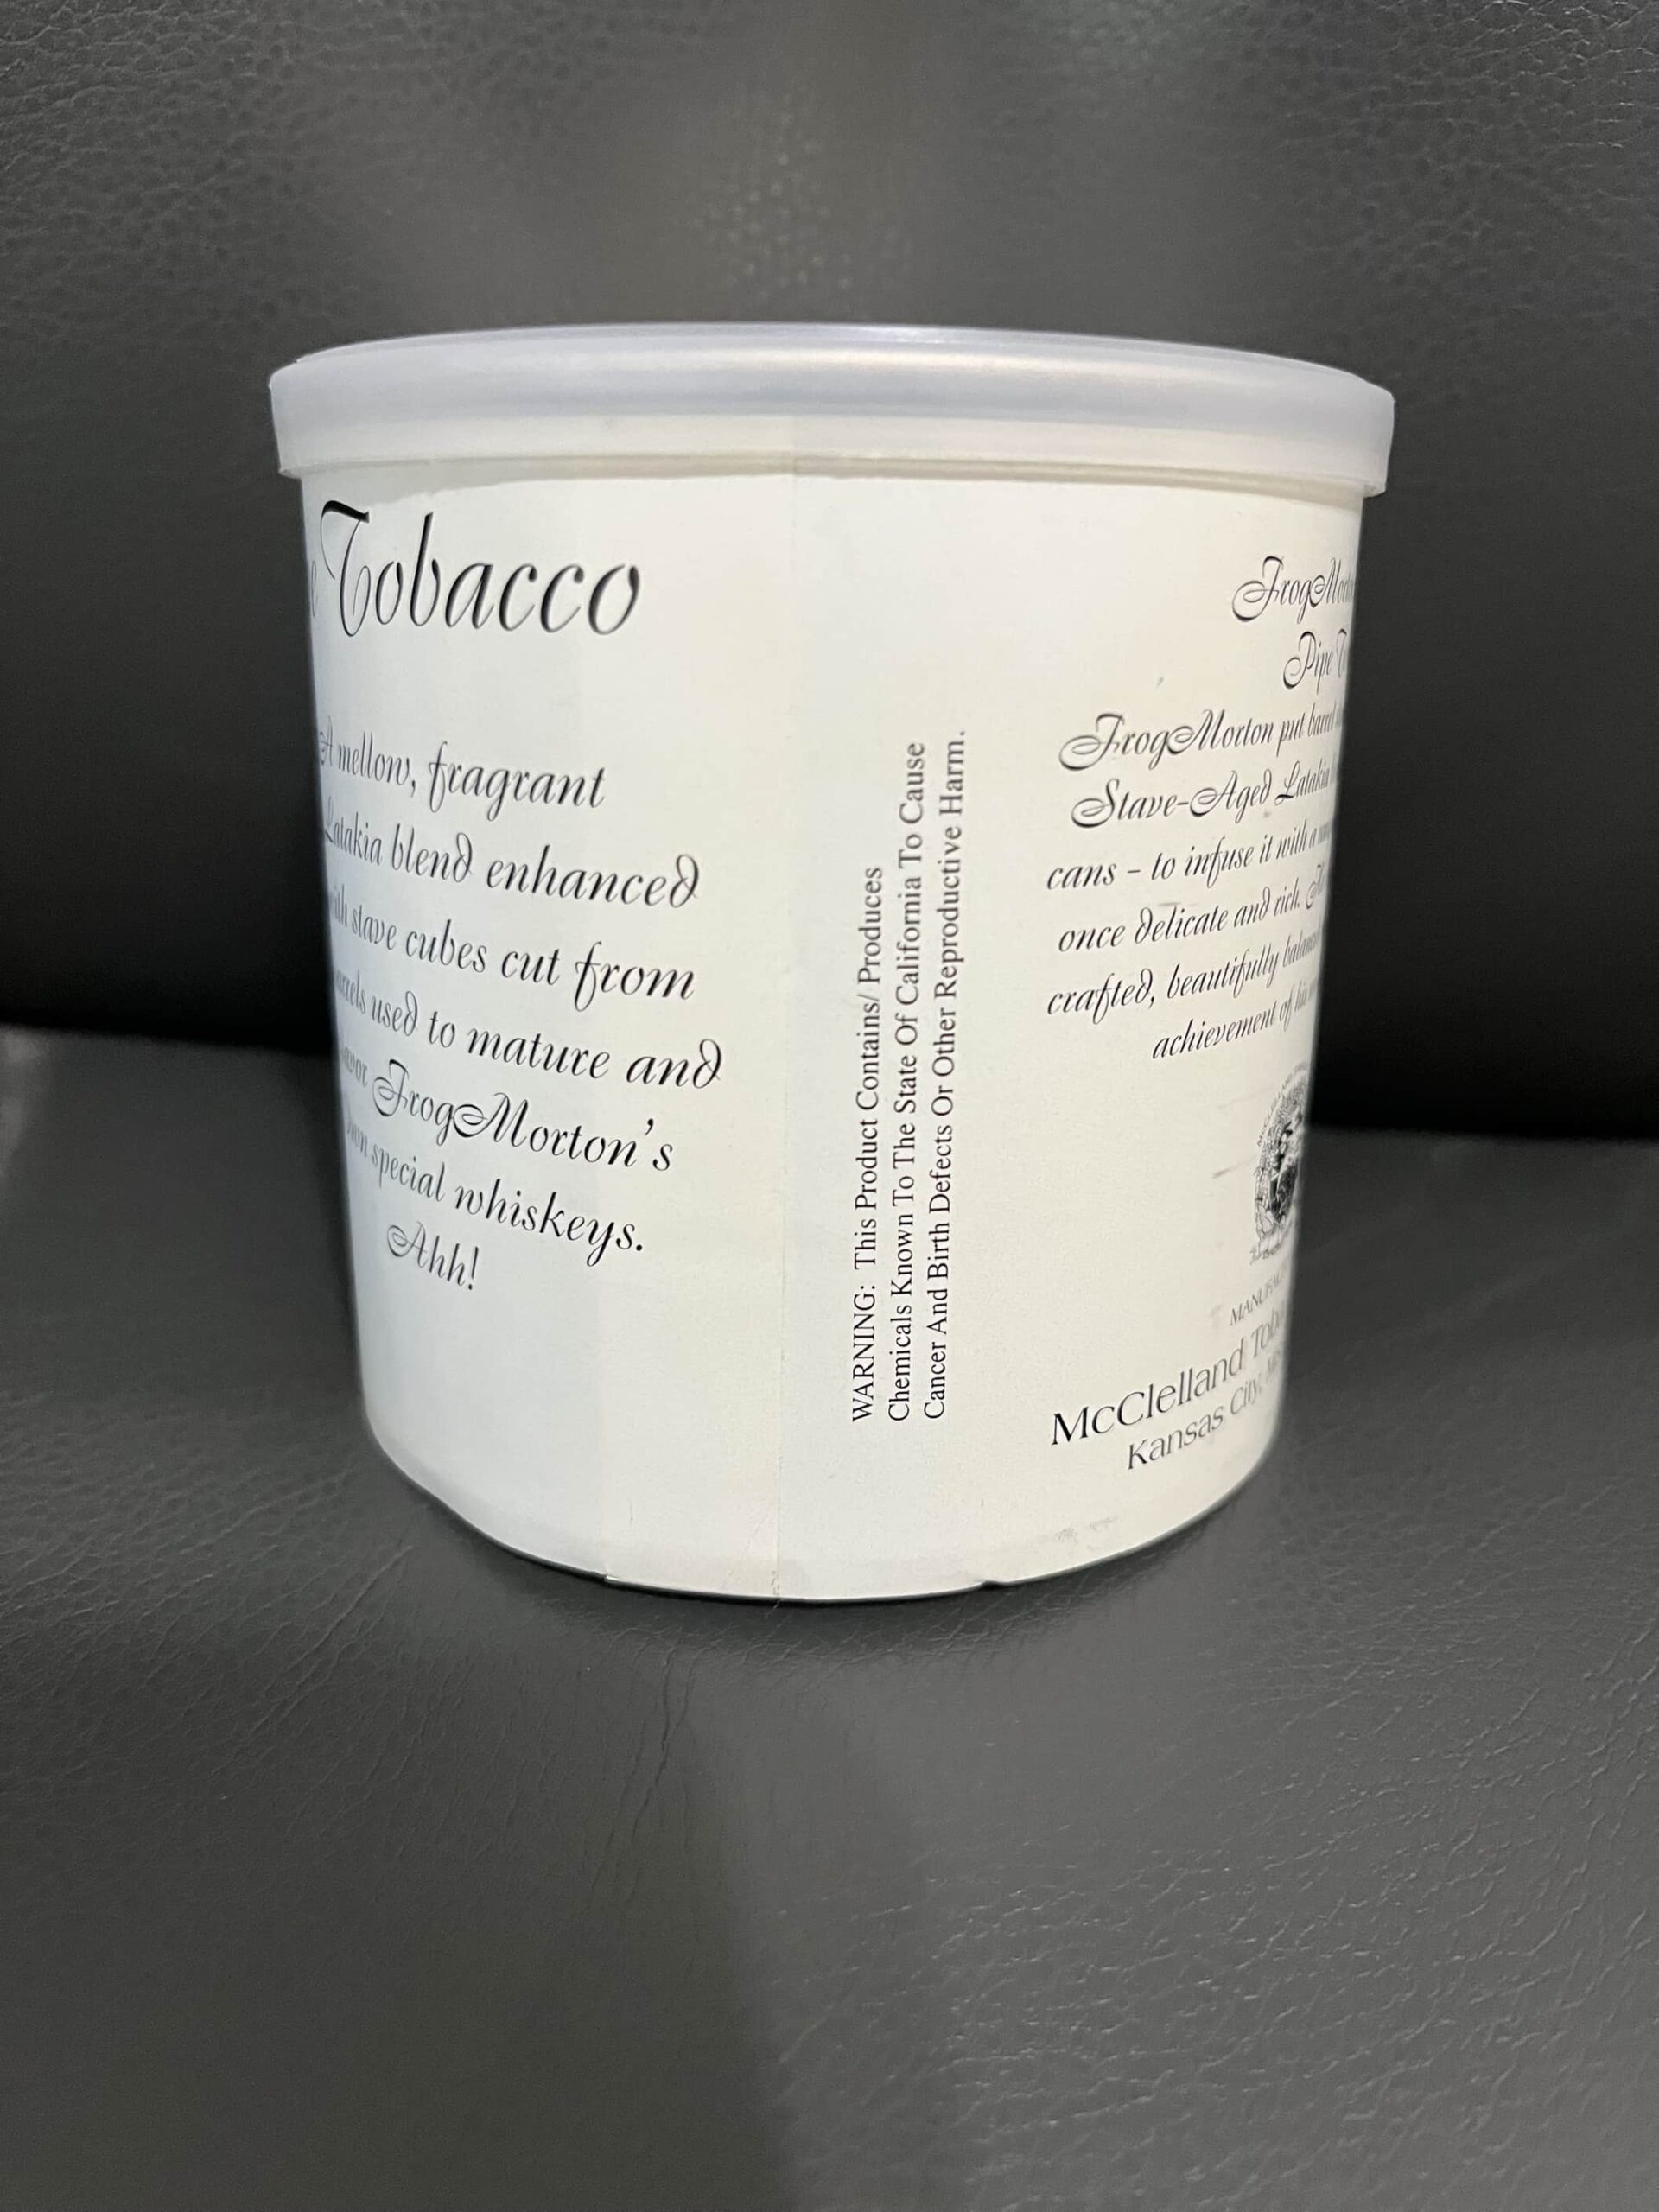 Tobacco
A mellow, fragrant
Latakia blend enhanced
stave cubes cut from
used to mature and
FrogMorton's
special whiskeys.
Ahh!
WARNING: This Product Contains/ Produces
Chemicals Known To The State Of California To Cause
Cancer And Birth Defects Or Other Reproductive Harm.
Pipe
FrogMorton put
Stave-Aged Latakia
cans – to infuse it with a
once delicate and rich.
crafted, beautifully
achievement of his
McClelland
Kansas City,